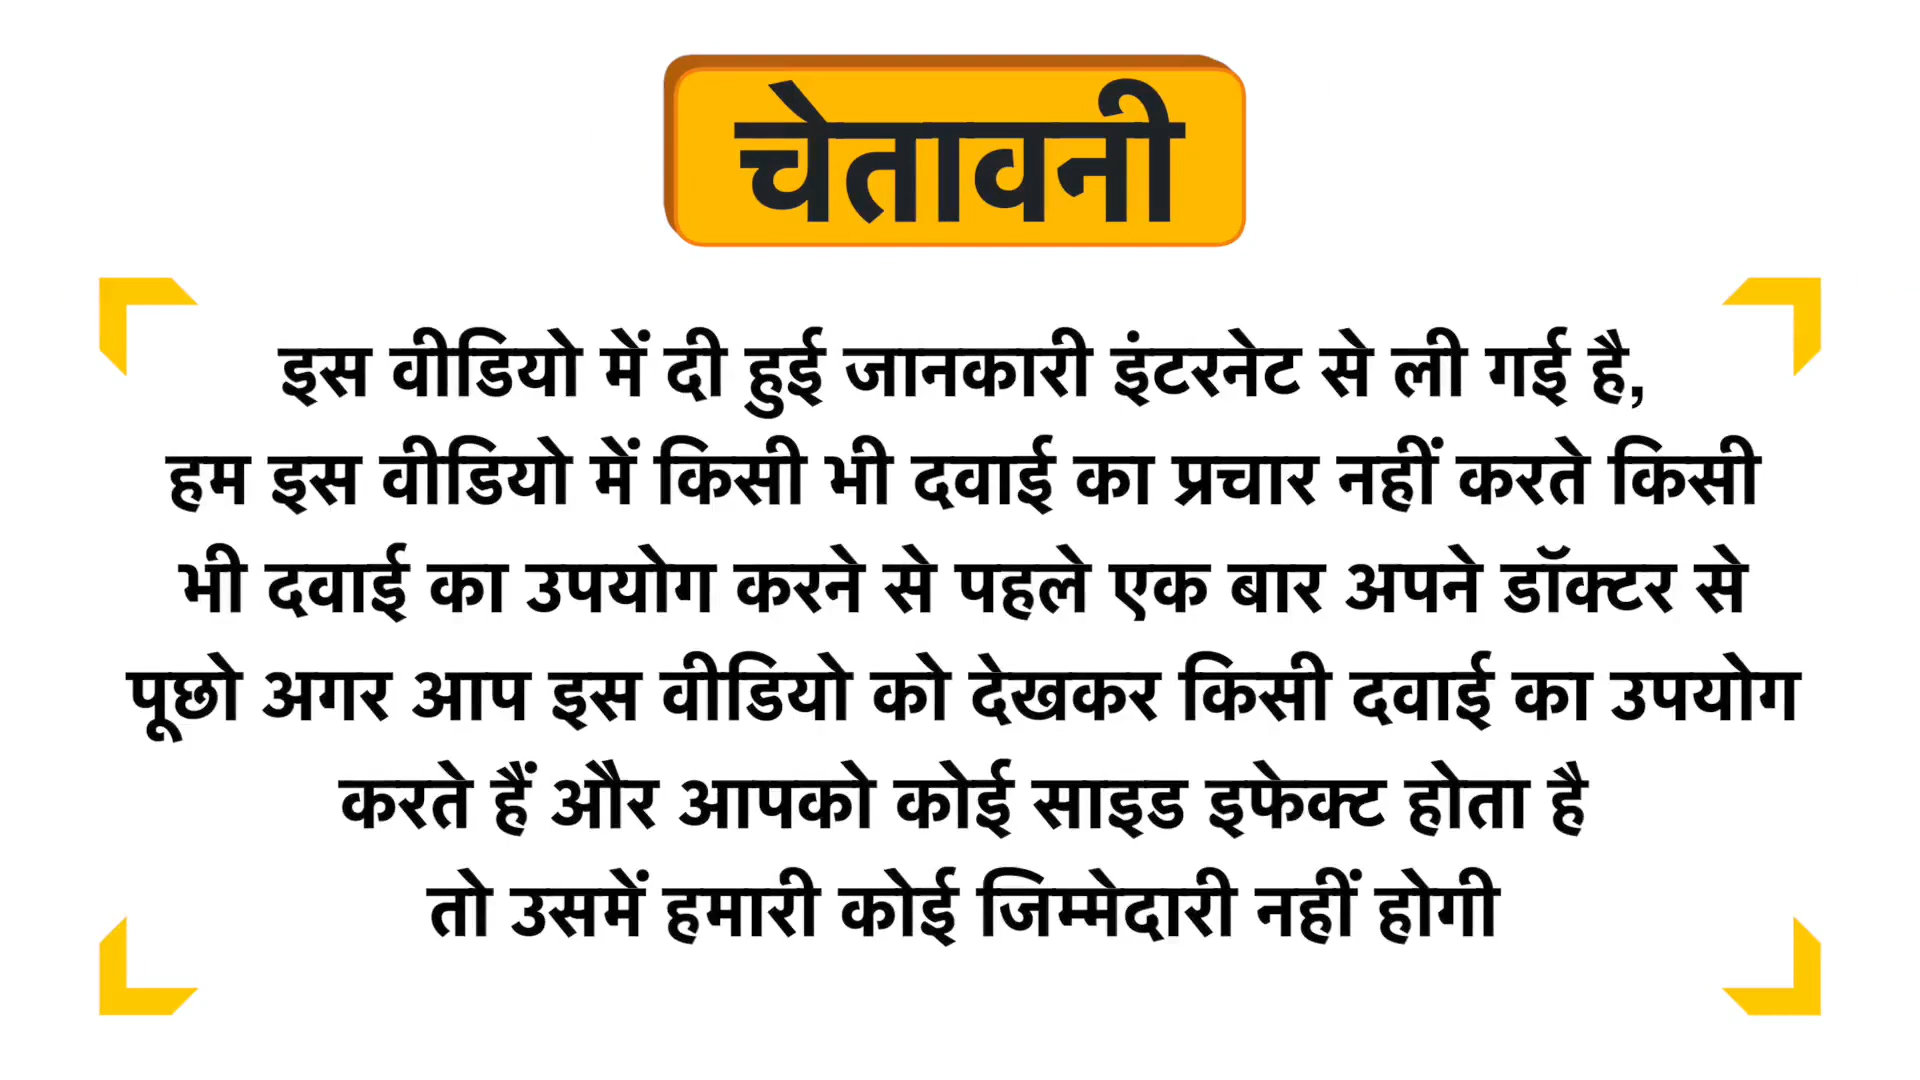 चेतावनी
इस वीडियो में दी हुई जानकारी इंटरनेट से ली गई है,
हम इस वीडियो में किसी भी दवाई का प्रचार नहीं करते किसी
भी दवाई का उपयोग करने से पहले एक बार अपने डॉक्टर से
पूछो अगर आप इस वीडियो को देखकर किसी दवाई का उपयोग
करते हैं और आपको कोई साइड इफेक्ट होता है
तो उसमें हमारी कोई जिम्मेदारी नहीं होगी